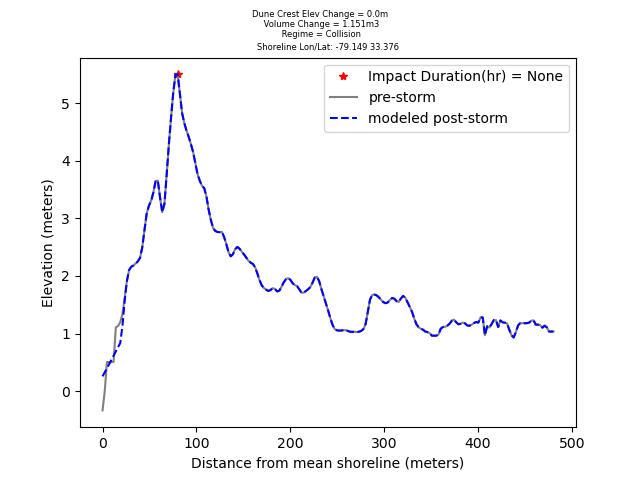 Dune Crest Elev Change = 0.0m
Volume Change = 1.151m3
Regime = Collision
Shoreline Lon/Lat: -79.149 33.376
Impact Duration(hr) = None
pre-storm
modeled post-storm
Elevation (meters)
5
4
3
2
1
0
0 100 200 300 400 500
Distance from mean shoreline (meters)